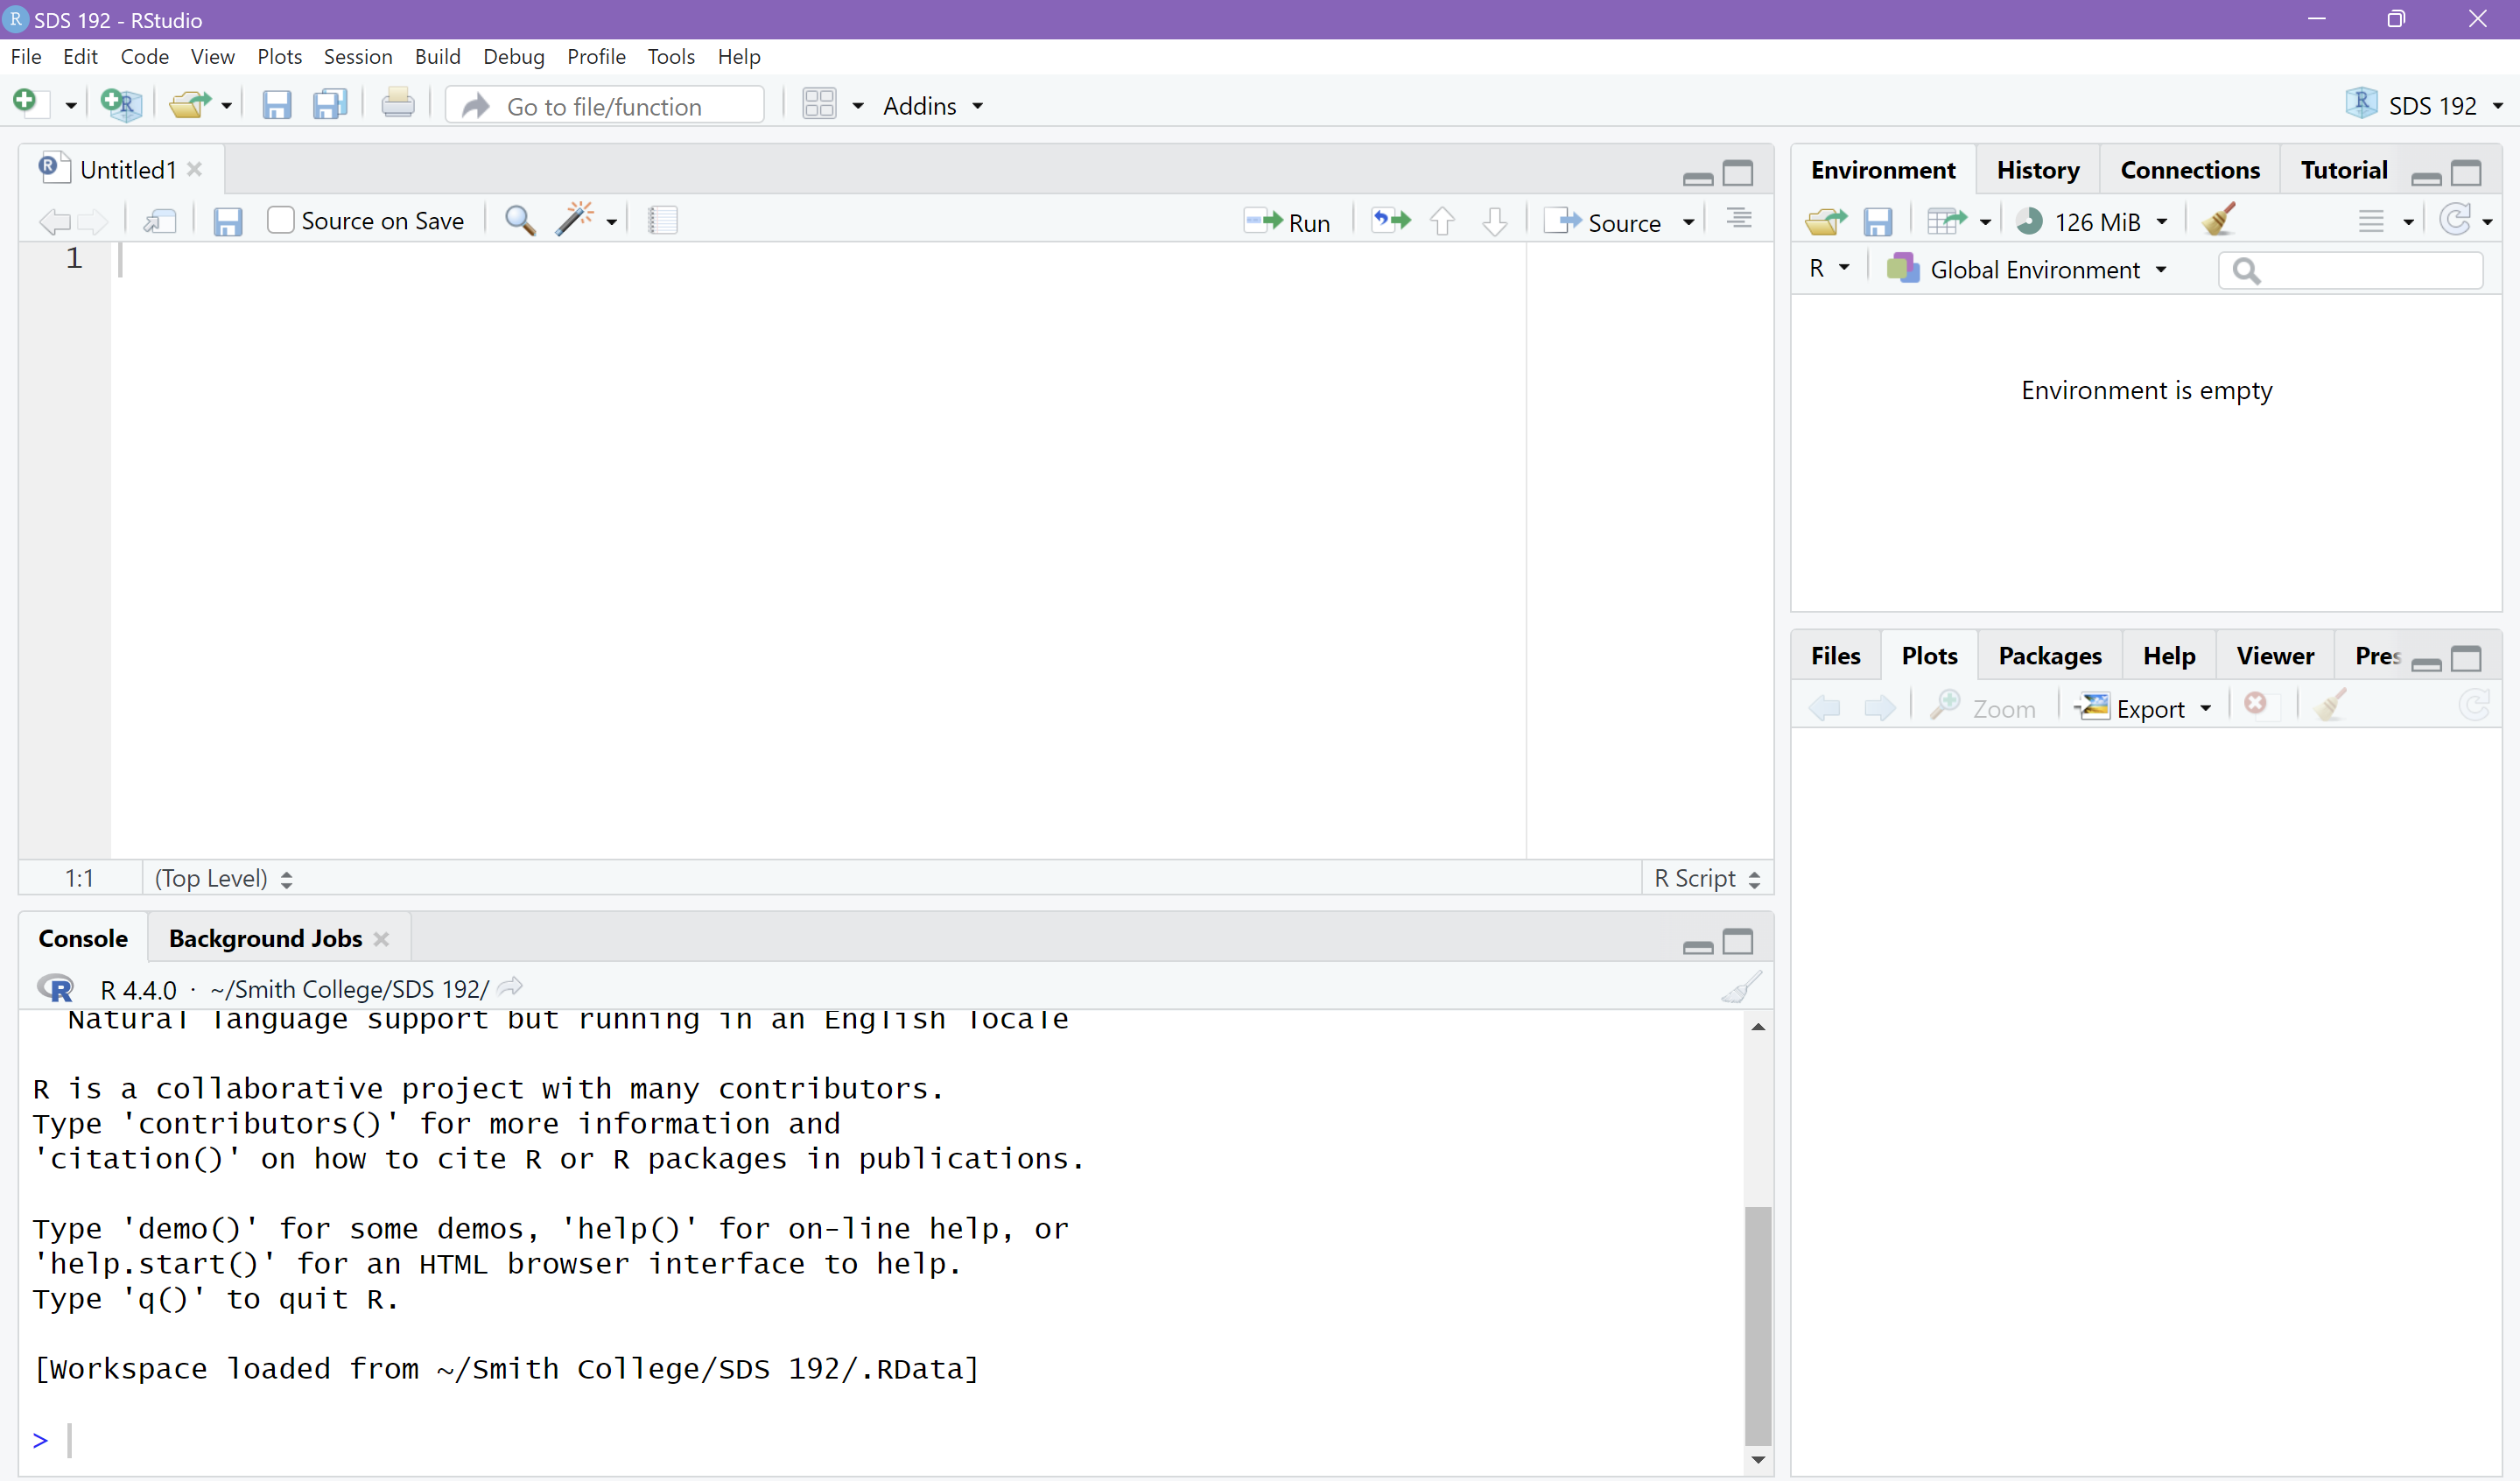 SDS 192 - RStudio
File Edit Code View Plots Session Build Debug Profile Tools Help
Go to file/function Addins SDS 192
Untitled1
Source on Save Run Source
1
1:1 (Top Level) R Script
Console Background Jobs
R 4.4.0 · ~/Smith College/SDS 192/
Natural language support but running in an English locale
R is a collaborative project with many contributors.
Type 'contributors()' for more information and
'citation()' on how to cite R or R packages in publications.
Type 'demo()' for some demos, 'help()' for on-line help, or
'help.start()' for an HTML browser interface to help.
Type 'q()' to quit R.
[Workspace loaded from ~/Smith College/SDS 192/.RData]
>
Environment History Connections Tutorial
126 MiB
R Global Environment
Environment is empty
Files Plots Packages Help Viewer Pres
Zoom Export